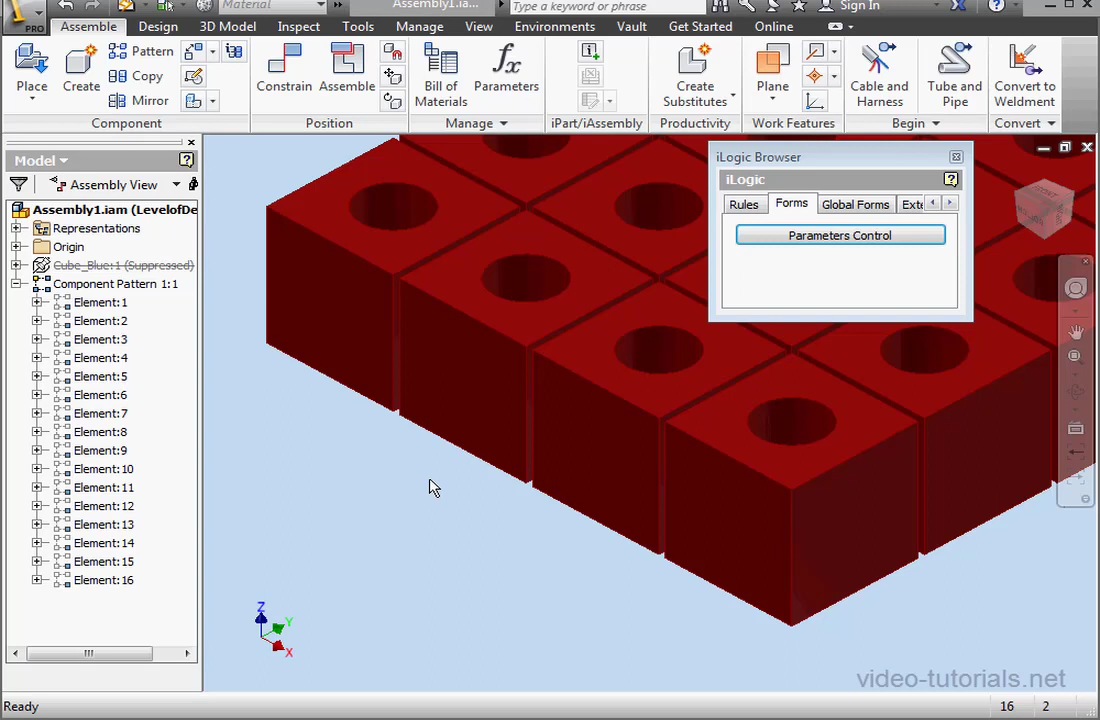 Material
Assembly1.ia...
Type a keyword or phrase
Sign In
PRO
Assemble Design 3D Model Inspect Tools Manage View Environments Vault Get Started Online
Place
Create
Pattern
Copy
Mirror
Constrain
Assemble
Bill of
Materials
Parameters
Create
Substitutes
Plane
Cable and
Harness
Tube and
Pipe
Convert to
Weldment
Component Position Manage iPart/iAssembly Productivity Work Features Begin Convert
Model
Assembly View
Assembly1.iam (LevelofDe
Representations
Origin
Cube_Blue:1 (Suppressed)
Component Pattern 1:1
Element:1
Element:2
Element:3
Element:4
Element:5
Element:6
Element:7
Element:8
Element:9
Element:10
Element:11
Element:12
Element:13
Element:14
Element:15
Element:16
iLogic Browser
iLogic
Rules Forms Global Forms Exte
Parameters Control
Z
Y
X
video-tutorials.net
Ready 16 2